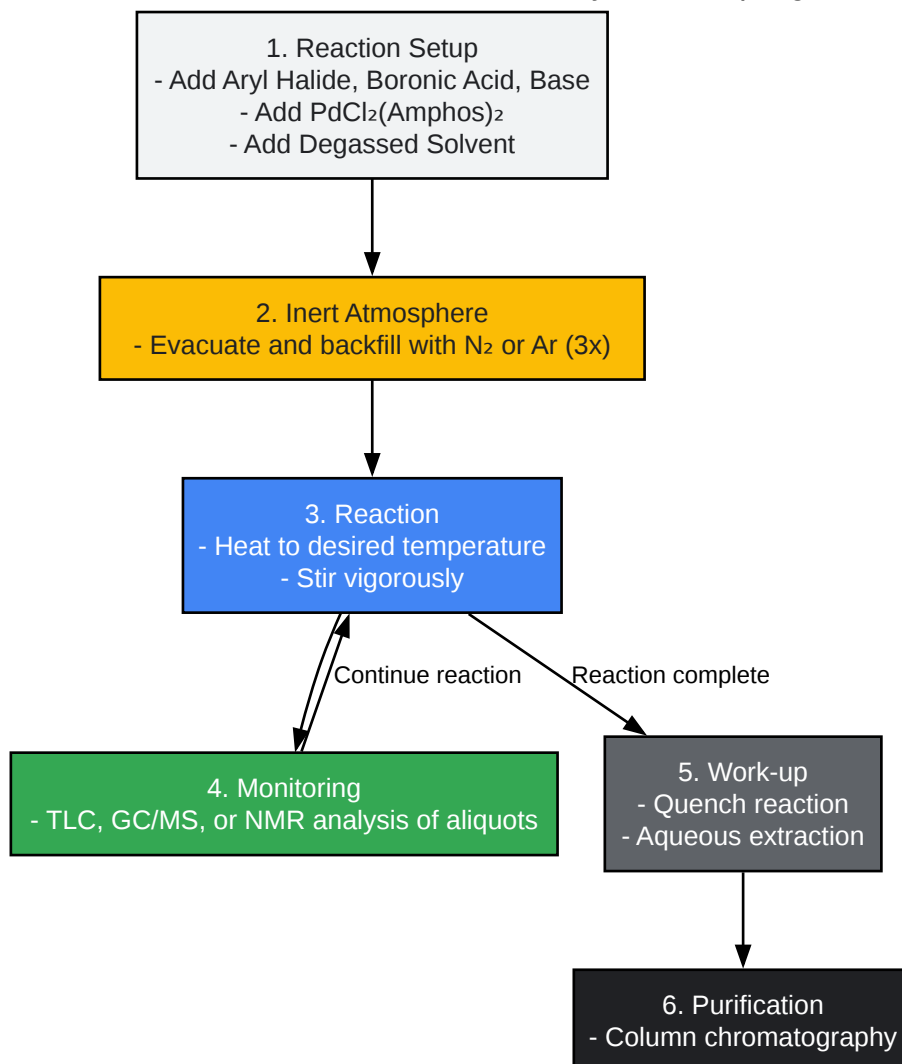 1. Reaction Setup
- Add Aryl Halide, Boronic Acid, Base
- Add PdCl₂(Amphos)₂
- Add Degassed Solvent
2. Inert Atmosphere
- Evacuate and backfill with N₂ or Ar (3x)
3. Reaction
- Heat to desired temperature
- Stir vigorously
Continue reaction
Reaction complete
4. Monitoring
- TLC, GC/MS, or NMR analysis of aliquots
5. Work-up
- Quench reaction
- Aqueous extraction
6. Purification
- Column chromatography